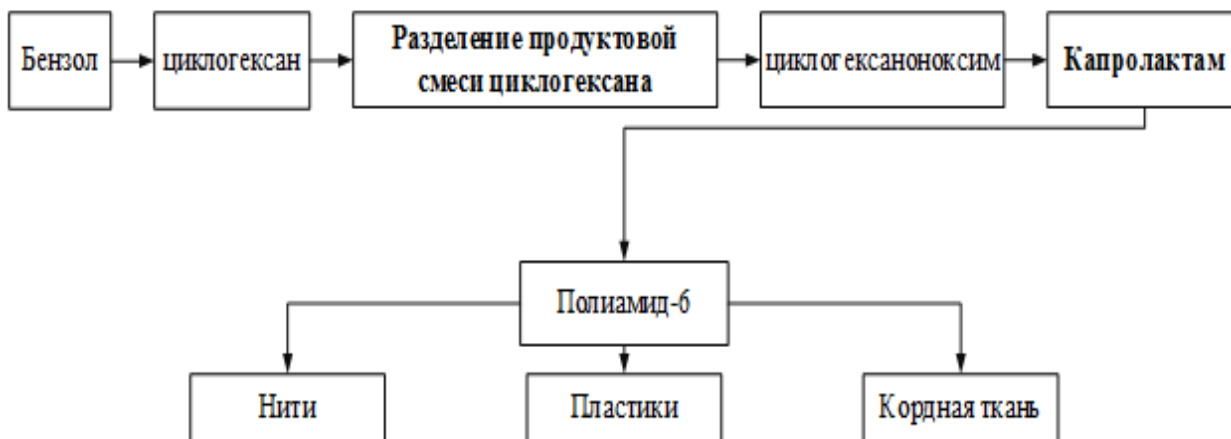 Бензол
циклогексан
Разделение продуктовой
смеси циклогексана
циклогексаноноксим
Капролактам
Полиамид-6
Нити
Пластики
Кордная ткань